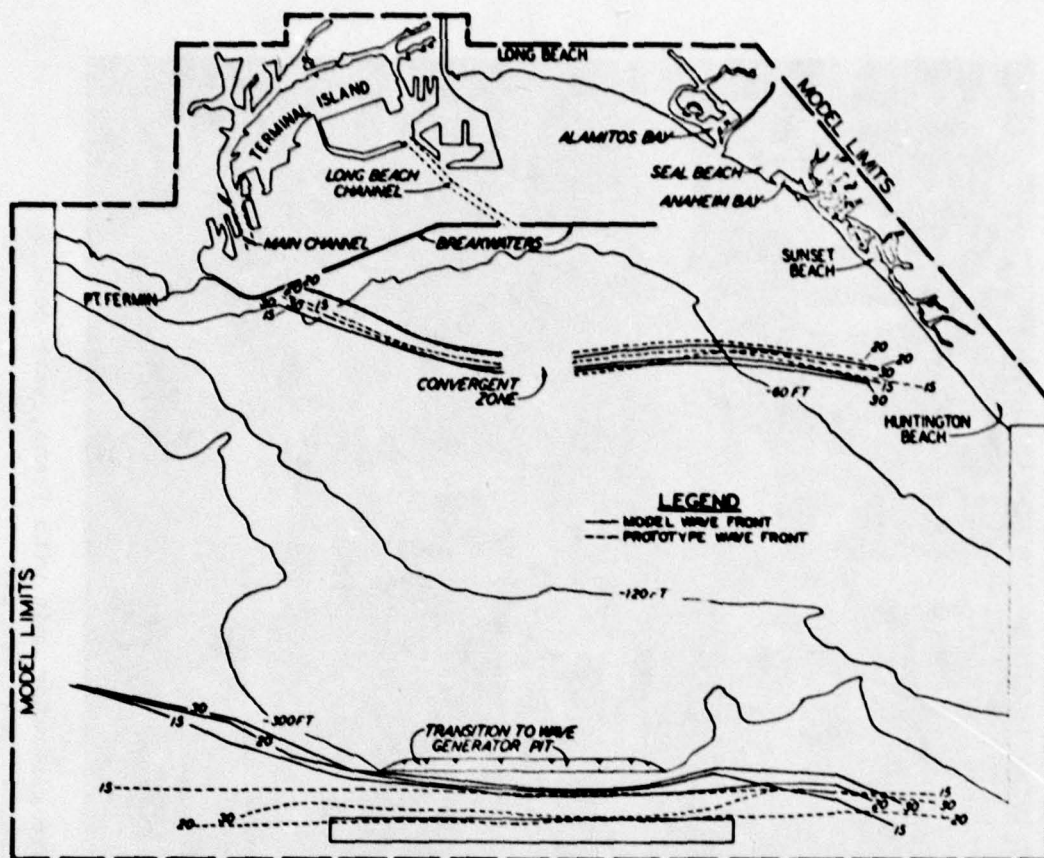 LONG BEACH
TERMINAL ISLAND
MODEL LIMITS
ALAMITOS BAY
LONG BEACH
CHANNEL
SEAL BEACH
ANAHEIM BAY
MAIN CHANNEL
BREAKWATERS
SUNSET
BEACH
PT. FERMIN
20
20
30
30
15
15
20
20
30
15
15
30
CONVERGENT
ZONE
-60 FT
HUNTINGTON
BEACH
LEGEND
MODEL WAVE FRONT
PROTOTYPE WAVE FRONT
-120 FT
MODEL LIMITS
30
15
20
-300 FT
TRANSITION TO WAVE
GENERATOR PIT
15
15
20
30
30
20
30
20
15